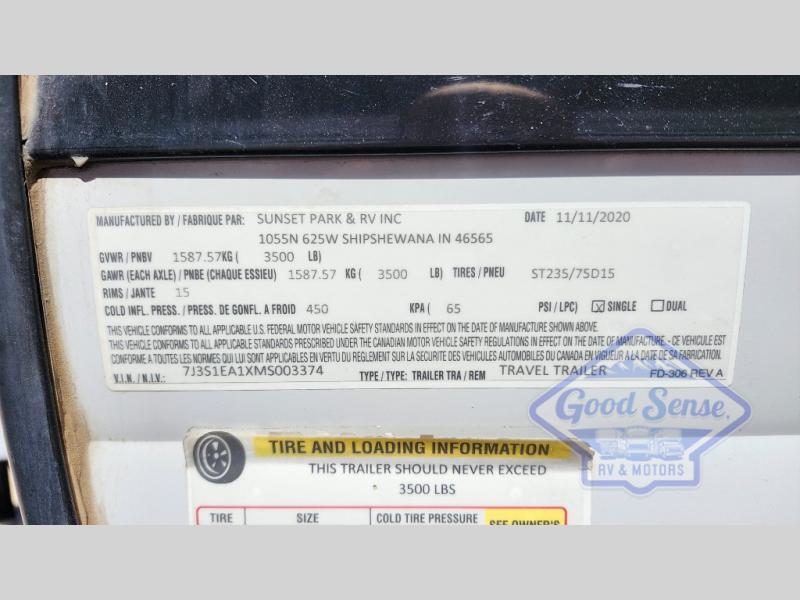 MANUFACTURED BY / FABRIQUE PAR: SUNSET PARK & RV INC DATE 11/11/2020
1055N 625W SHIPSHEWANA IN 46565
GVWR / PNBV 1587.57KG ( 3500 LB)
GAWR (EACH AXLE) / PNBE (CHAQUE ESSIEU) 1587.57 KG ( 3500 LB) TIRES / PNEU ST235/75D15
RIMS / JANTE 15
COLD INFL. PRESS. / PRESS. DE GONFL. A FROID 450 KPA ( 65 PSI / LPC) ☒ SINGLE ☐ DUAL
THIS VEHICLE CONFORMS TO ALL APPLICABLE U.S. FEDERAL MOTOR VEHICLE SAFETY STANDARDS IN EFFECT ON THE DATE OF MANUFACTURE SHOWN ABOVE.
THIS VEHICLE CONFORMS TO ALL APPLICABLE STANDARDS PRESCRIBED UNDER THE CANADIAN MOTOR VEHICLE SAFETY REGULATIONS IN EFFECT ON THE DATE OF MANUFACTURE. - CE VEHICULE EST
CONFORME A TOUTES LES NORMES QUI LUI SONT APPLICABLES EN VERTU DU REGLEMENT SUR LA SECURITE DES VEHICULES AUTOMOBILES DU CANADA EN VIGUEUR A LA DATE DE SA FABRICATION
V.I.N. / N.I.V.: 7J3S1EA1XMS003374 TYPE / TYPE: TRAILER TRA / REM TRAVEL TRAILER FD-306 REV A
Good Sense
RV & MOTORS
TIRE AND LOADING INFORMATION
THIS TRAILER SHOULD NEVER EXCEED
3500 LBS
TIRE SIZE COLD TIRE PRESSURE SEE OWNER'S